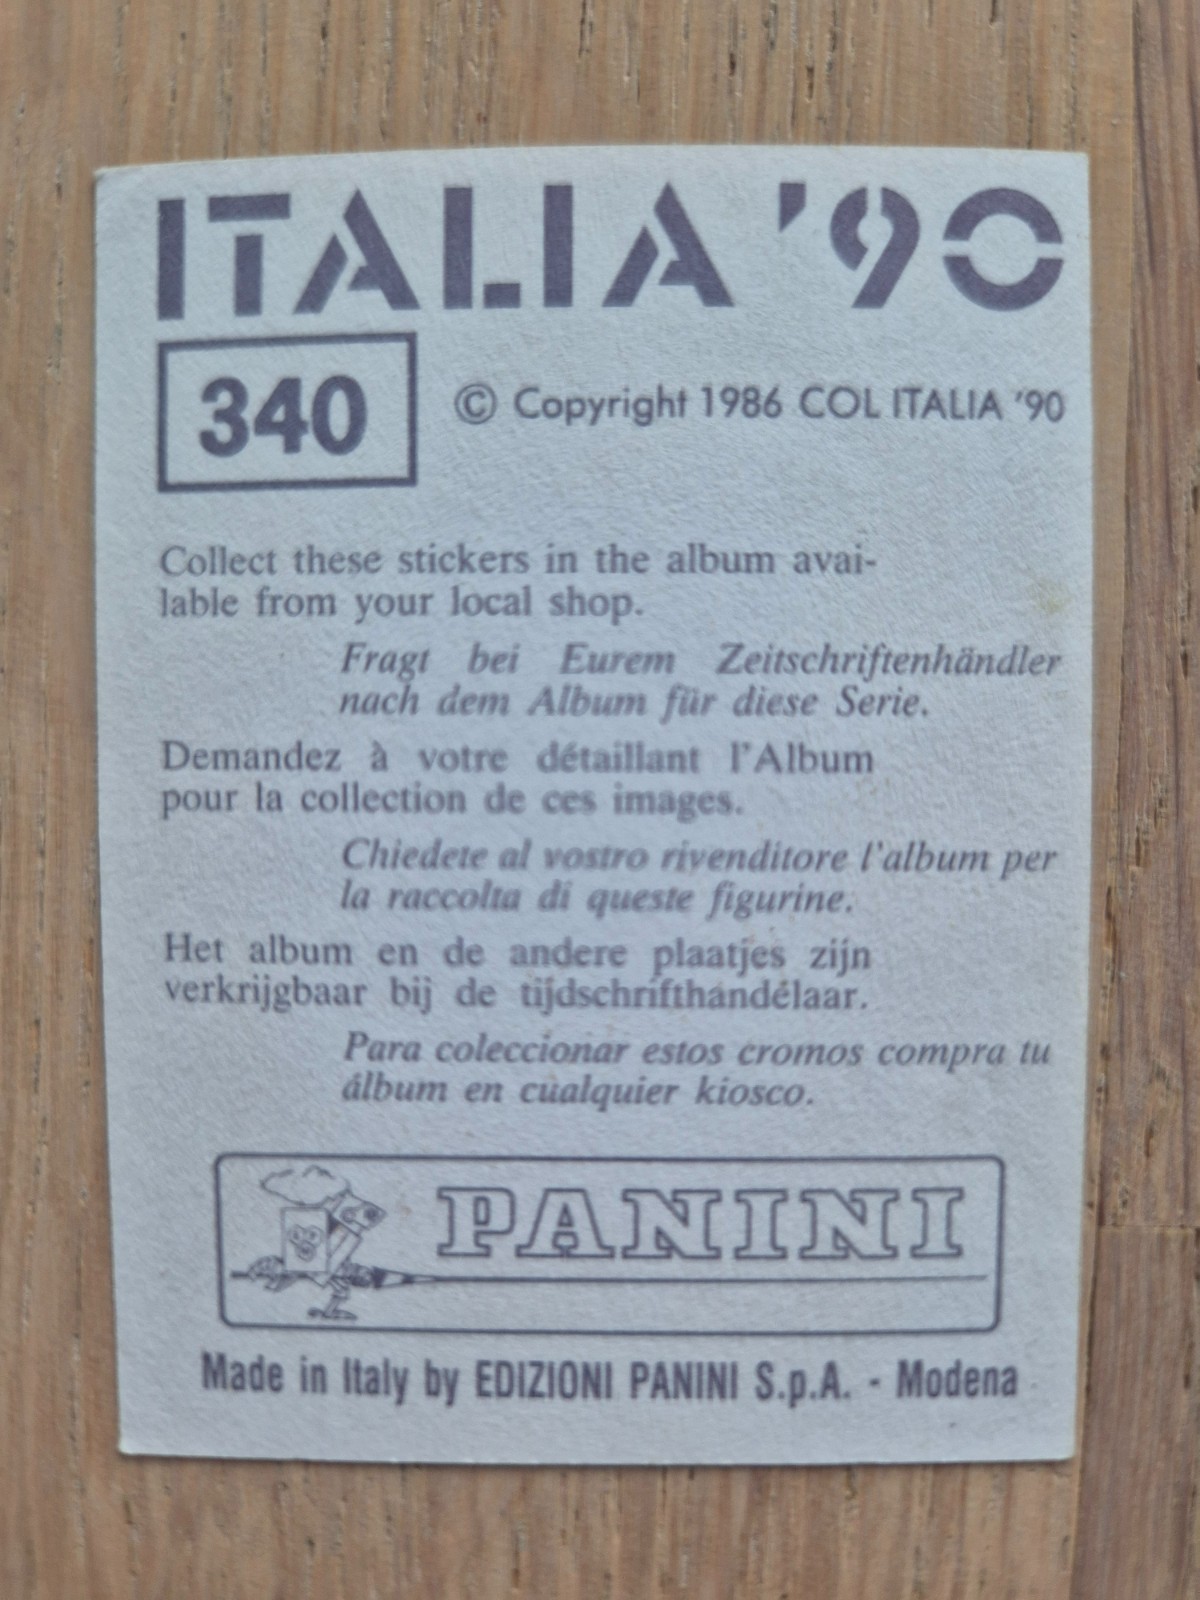 ITALIA '90
340
© Copyright 1986 COL ITALIA '90
Collect these stickers in the album avai-
lable from your local shop.
Fragt bei Eurem Zeitschriftenhändler
nach dem Album für diese Serie.
Demandez à votre détaillant l'Album
pour la collection de ces images.
Chiedete al vostro rivenditore l'album per
la raccolta di queste figurine.
Het album en de andere plaatjes zijn
verkrijgbaar bij de tijdschrifthandelaar.
Para coleccionar estos cromos compra tu
álbum en cualquier kiosco.
PANINI
Made in Italy by EDIZIONI PANINI S.p.A. - Modena